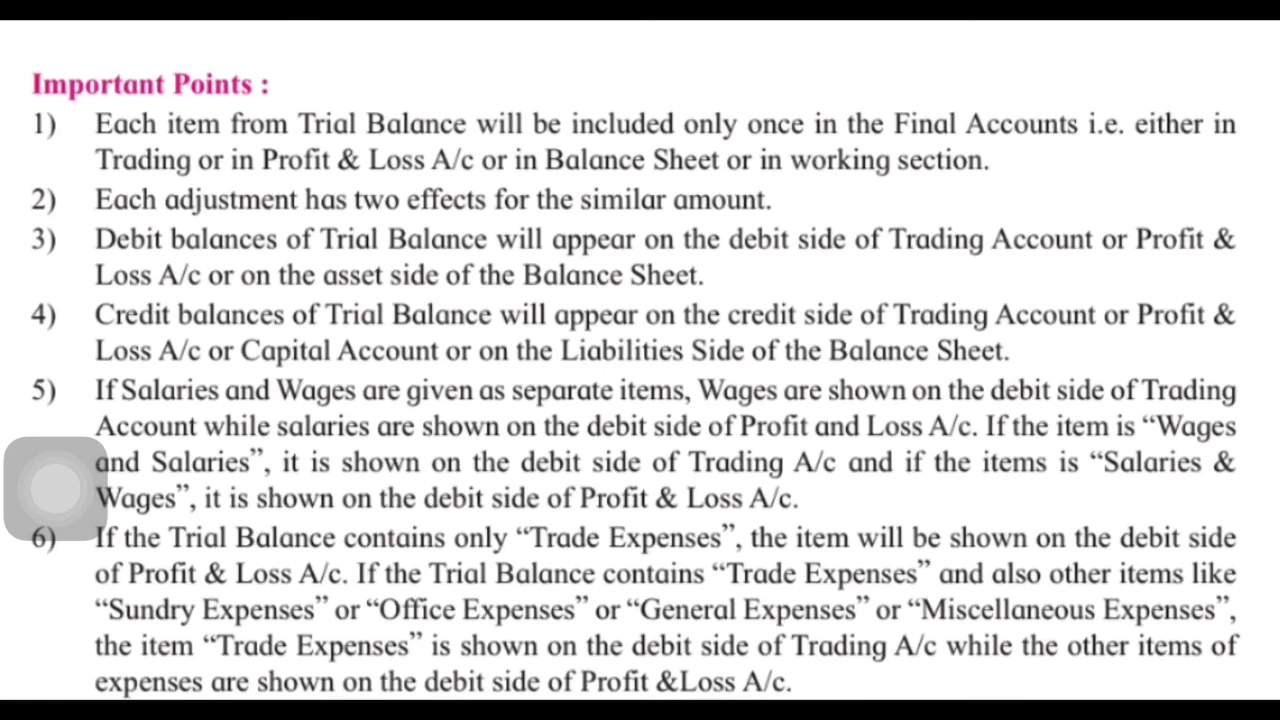 Important Points :
1) Each item from Trial Balance will be included only once in the Final Accounts i.e. either in
Trading or in Profit & Loss A/c or in Balance Sheet or in working section.
2) Each adjustment has two effects for the similar amount.
3) Debit balances of Trial Balance will appear on the debit side of Trading Account or Profit &
Loss A/c or on the asset side of the Balance Sheet.
4) Credit balances of Trial Balance will appear on the credit side of Trading Account or Profit &
Loss A/c or Capital Account or on the Liabilities Side of the Balance Sheet.
5) If Salaries and Wages are given as separate items, Wages are shown on the debit side of Trading
Account while salaries are shown on the debit side of Profit and Loss A/c. If the item is “Wages
and Salaries”, it is shown on the debit side of Trading A/c and if the items is “Salaries &
Wages”, it is shown on the debit side of Profit & Loss A/c.
6) If the Trial Balance contains only “Trade Expenses”, the item will be shown on the debit side
of Profit & Loss A/c. If the Trial Balance contains “Trade Expenses” and also other items like
“Sundry Expenses” or “Office Expenses” or “General Expenses” or “Miscellaneous Expenses”,
the item “Trade Expenses” is shown on the debit side of Trading A/c while the other items of
expenses are shown on the debit side of Profit &Loss A/c.